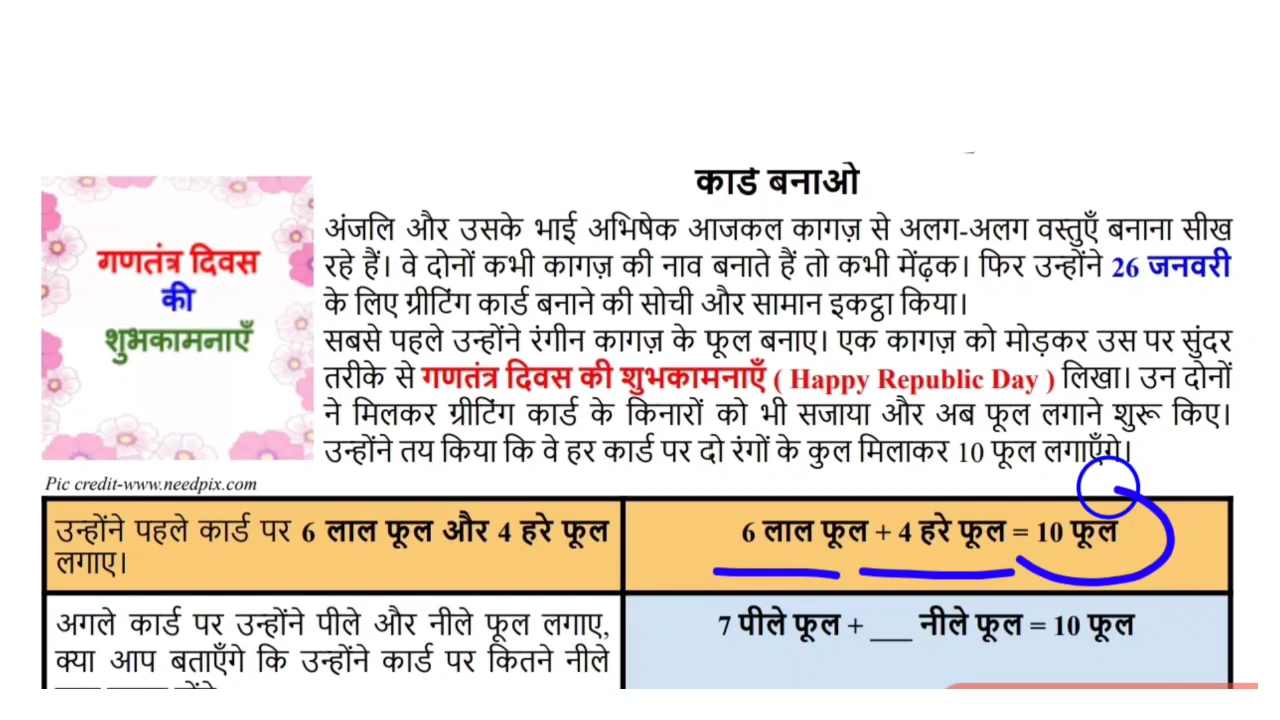 कार्ड बनाओ
गणतंत्र दिवस
की
शुभकामनाएँ
अंजलि और उसके भाई अभिषेक आजकल कागज़ से अलग-अलग वस्तुएँ बनाना सीख
रहे हैं। वे दोनों कभी कागज़ की नाव बनाते हैं तो कभी मेंढ़क। फिर उन्होंने 26 जनवरी
के लिए ग्रीटिंग कार्ड बनाने की सोची और सामान इकट्ठा किया।
सबसे पहले उन्होंने रंगीन कागज़ के फूल बनाए। एक कागज़ को मोड़कर उस पर सुंदर
तरीके से गणतंत्र दिवस की शुभकामनाएँ ( Happy Republic Day ) लिखा। उन दोनों
ने मिलकर ग्रीटिंग कार्ड के किनारों को भी सजाया और अब फूल लगाने शुरू किए।
उन्होंने तय किया कि वे हर कार्ड पर दो रंगों के कुल मिलाकर 10 फूल लगाएँगे।
Pic credit-www.needpix.com
उन्होंने पहले कार्ड पर 6 लाल फूल और 4 हरे फूल
लगाए।
6 लाल फूल + 4 हरे फूल = 10 फूल
अगले कार्ड पर उन्होंने पीले और नीले फूल लगाए,
क्या आप बताएँगे कि उन्होंने कार्ड पर कितने नीले
7 पीले फूल + ___ नीले फूल = 10 फूल